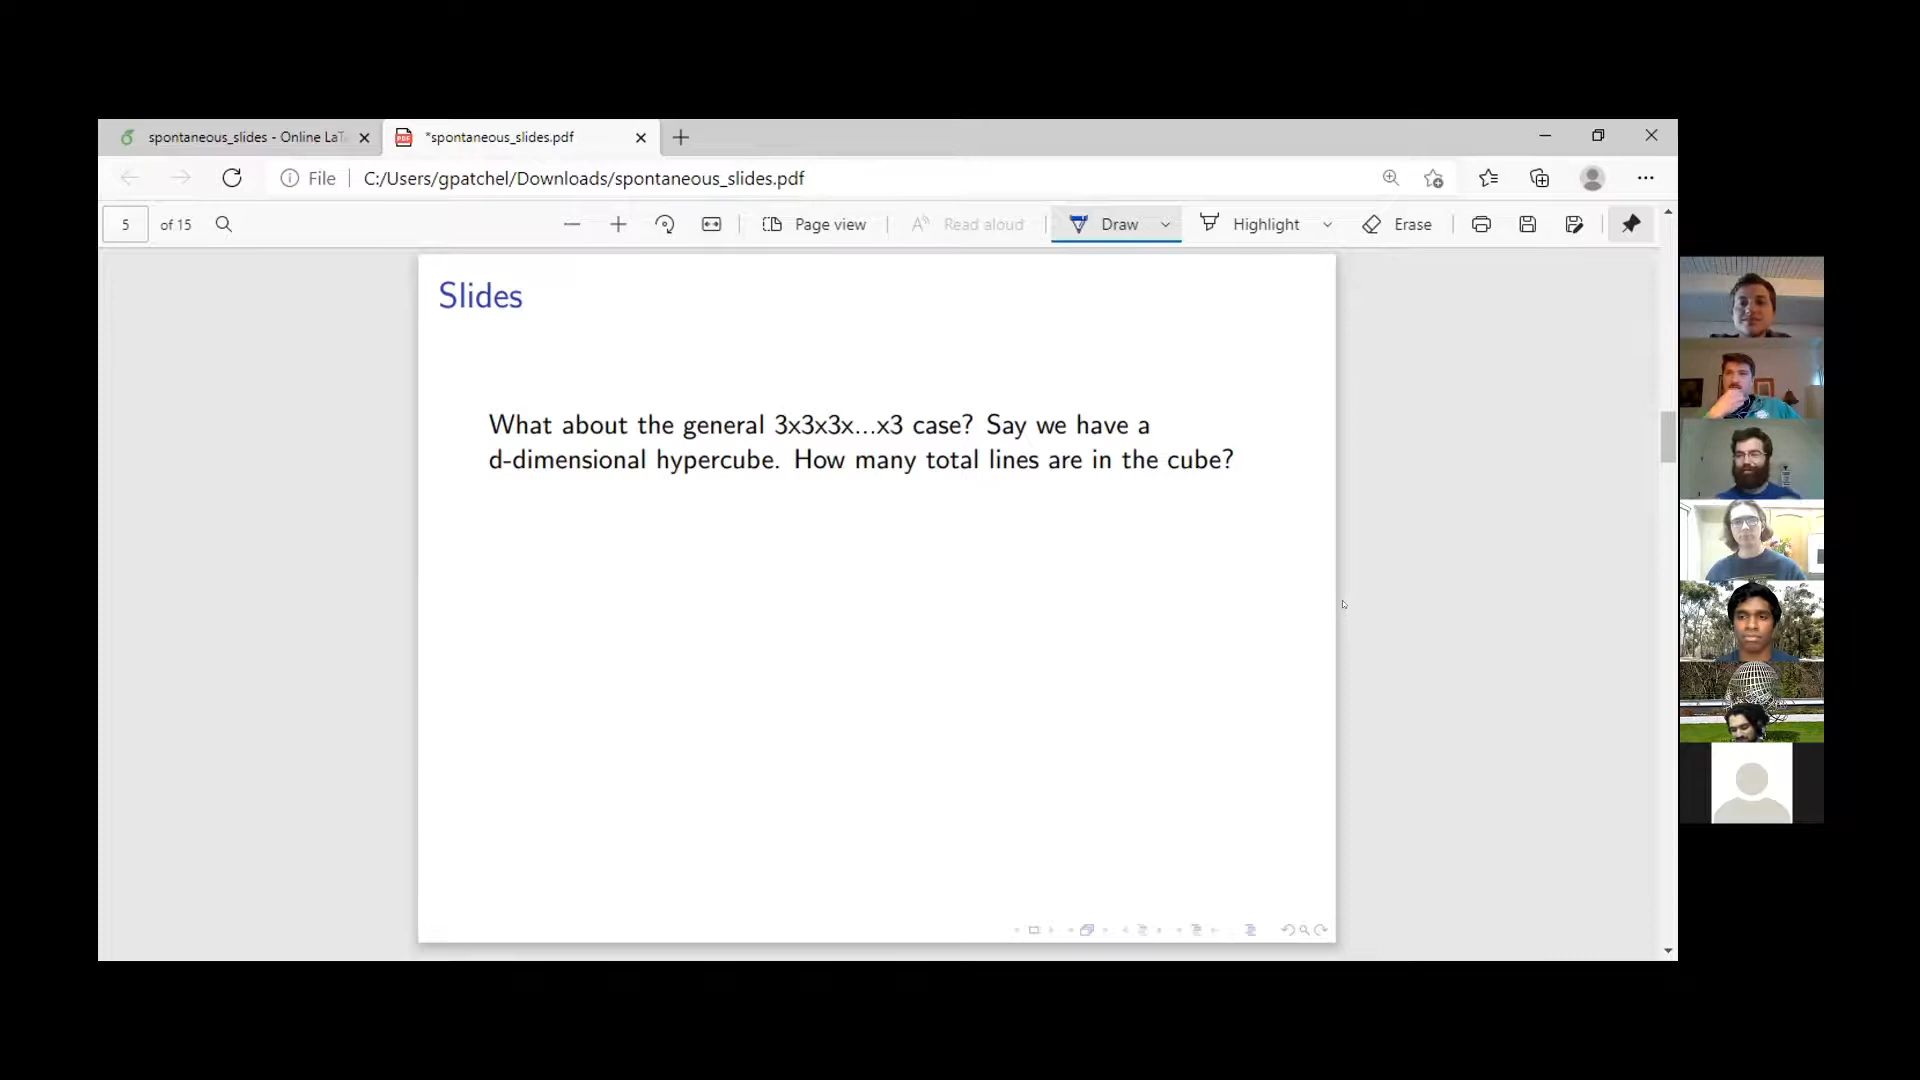 spontaneous_slides - Online LaT
*spontaneous_slides.pdf
File
C:/Users/gpatchel/Downloads/spontaneous_slides.pdf
5
of 15
Page view
Read aloud
Draw
Highlight
Erase
Slides
What about the general 3x3x3x...x3 case? Say we have a
d-dimensional hypercube. How many total lines are in the cube?